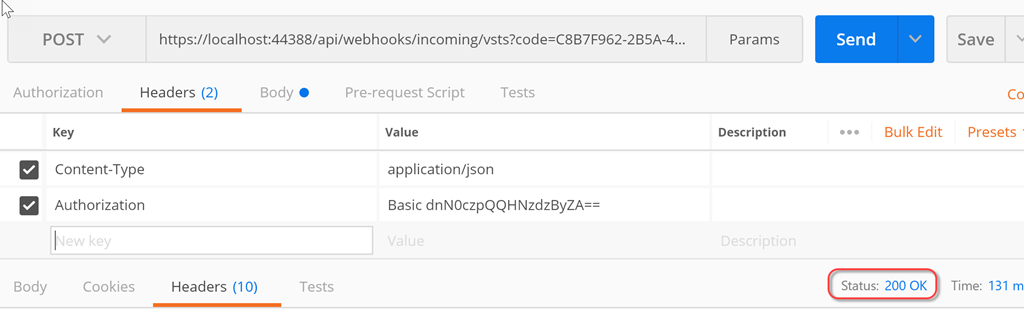 POST https://localhost:44388/api/webhooks/incoming/vsts?code=C8B7F962-2B5A-4... Params Send Save
Authorization Headers (2) Body Pre-request Script Tests Co
Key Value Description ••• Bulk Edit Presets
Content-Type application/json
Authorization Basic dnN0czpQQHNzdzByZA==
New key Value Description
Body Cookies Headers (10) Tests Status: 200 OK Time: 131 m